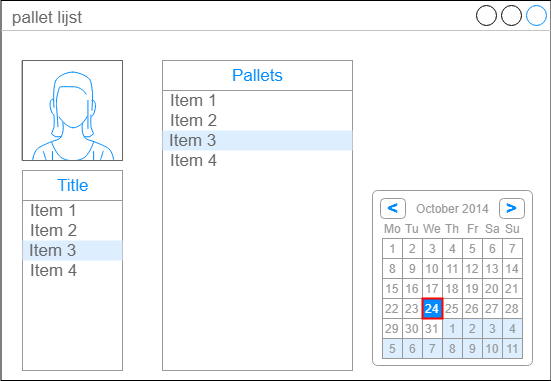 pallet lijst
Title
Item 1
Item 2
Item 3
Item 4
Pallets
Item 1
Item 2
Item 3
Item 4
< October 2014 >
Mo Tu We Th Fr Sa Su
1 2 3 4 5 6 7
8 9 10 11 12 13 14
15 16 17 18 19 20 21
22 23 24 25 26 27 28
29 30 31 1 2 3 4
5 6 7 8 9 10 11